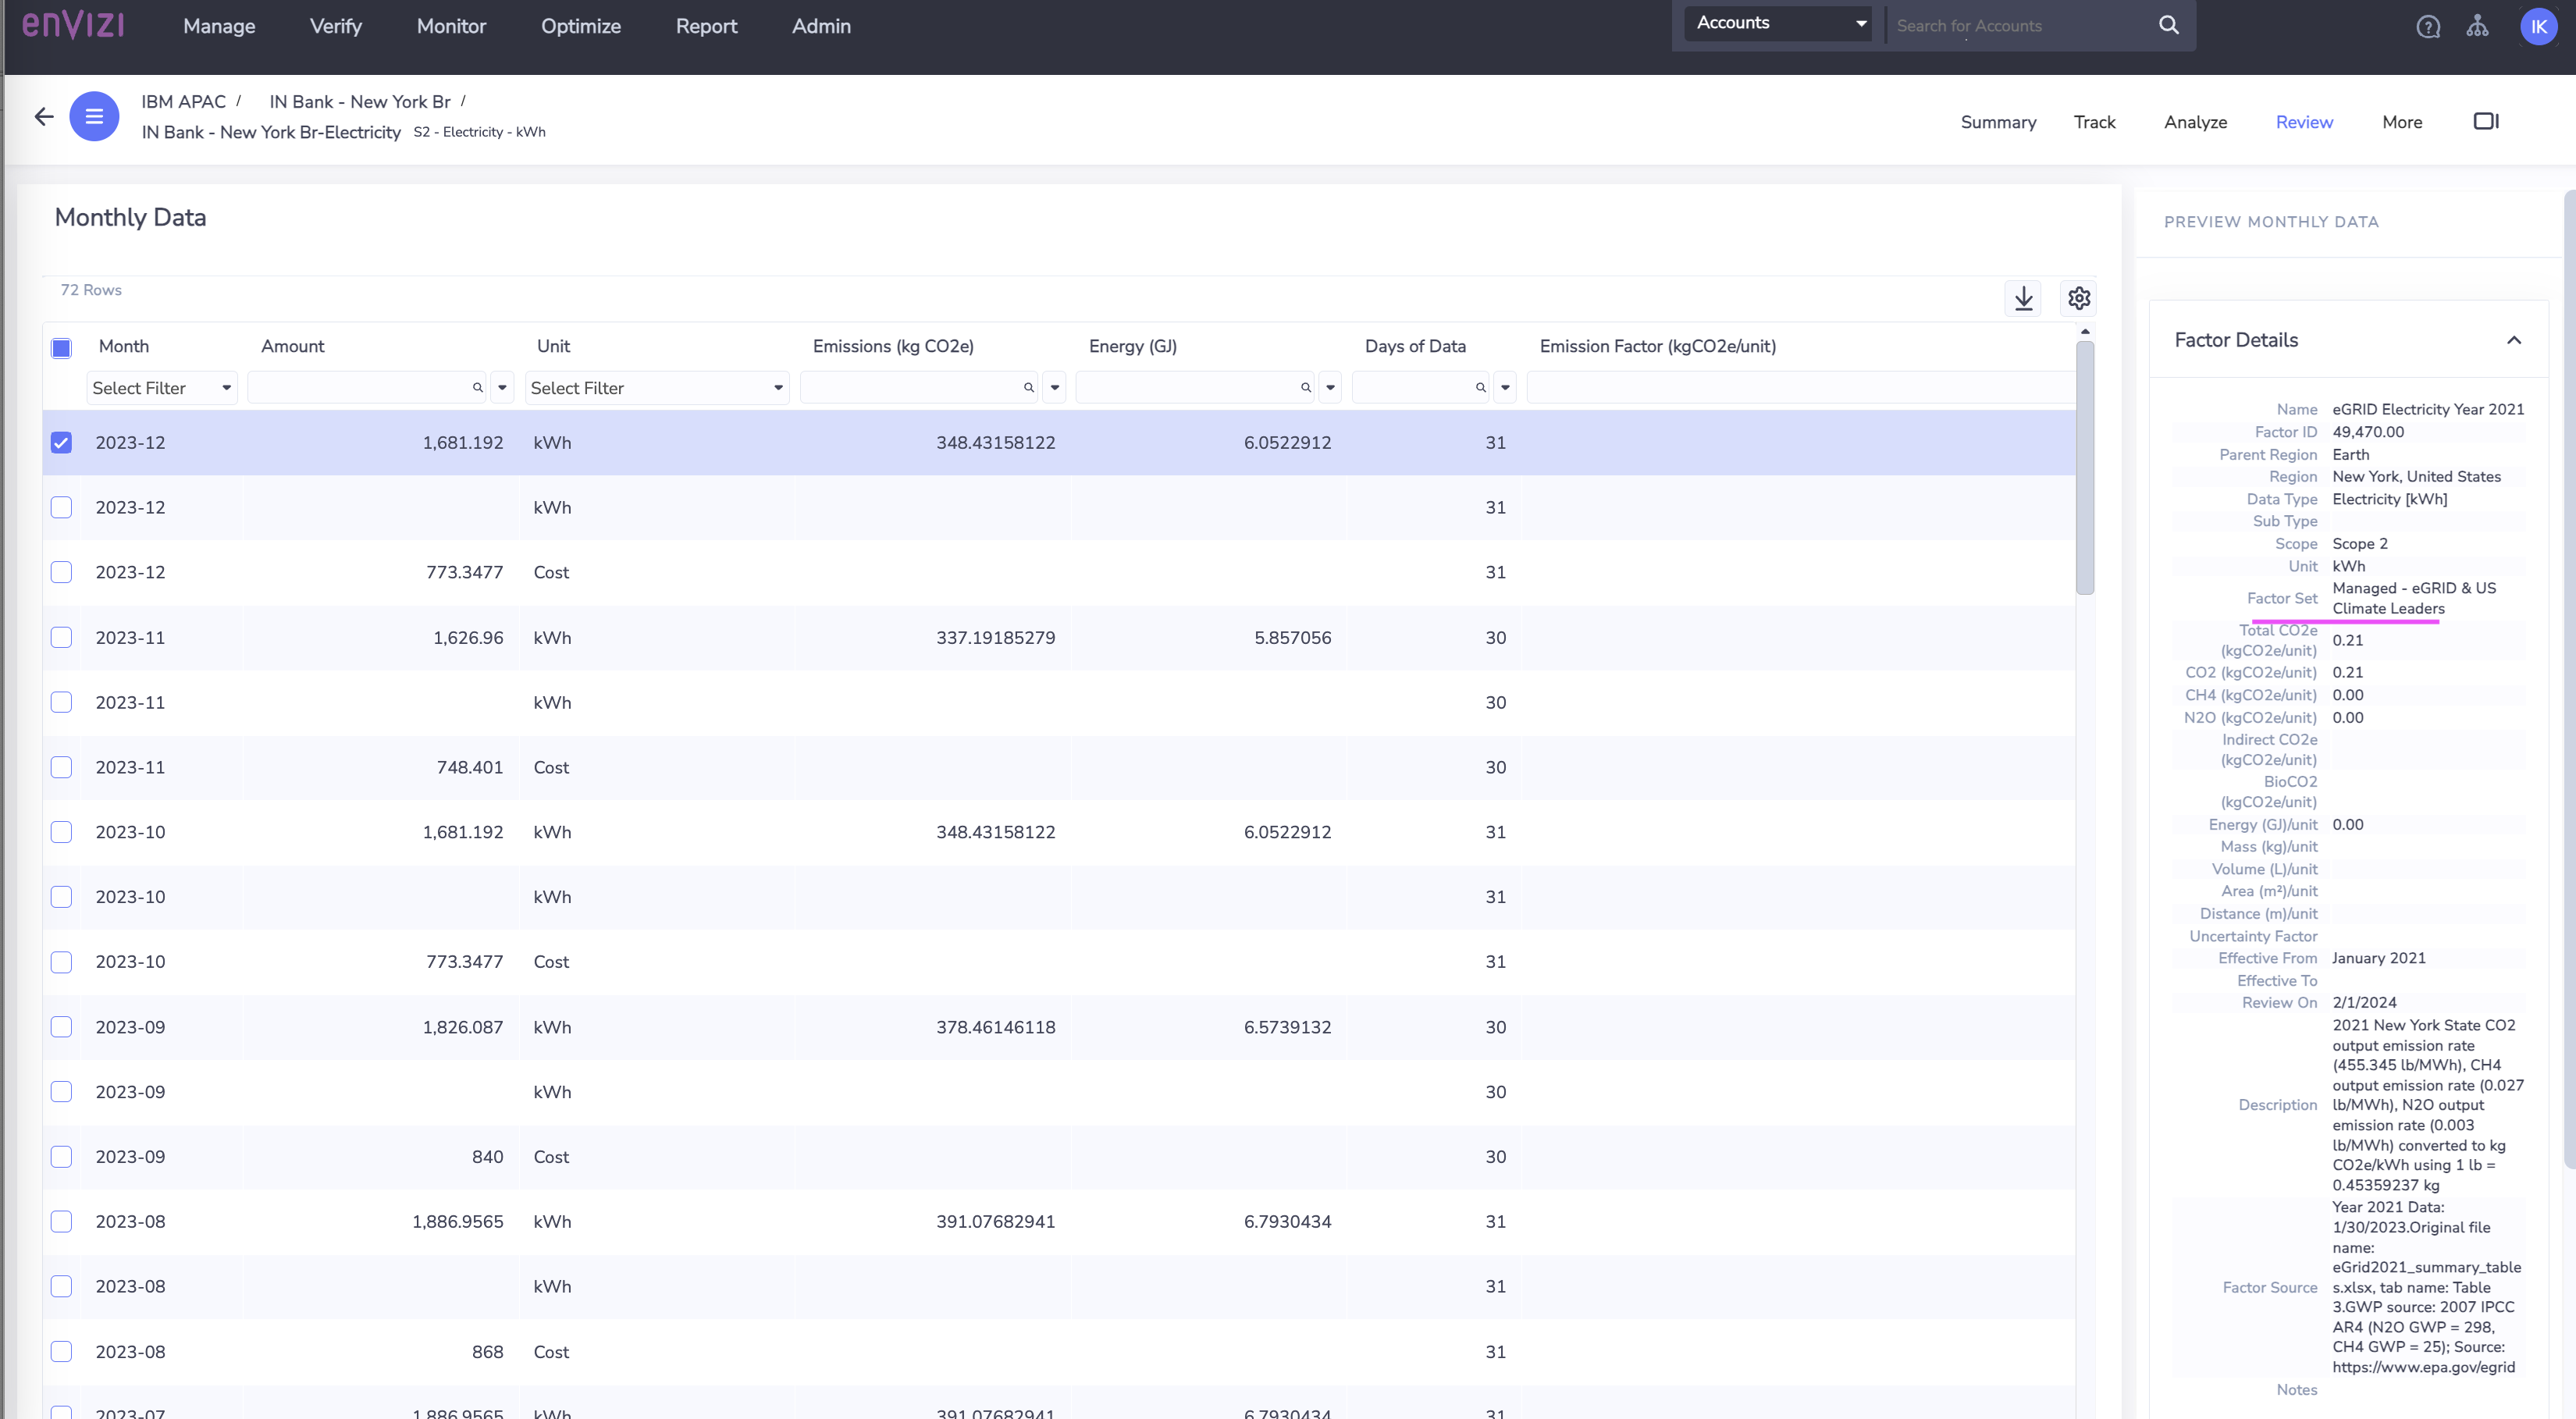 enVIZI
Manage Verify Monitor Optimize Report Admin
Accounts Search for Accounts
IK
IBM APAC / IN Bank - New York Br /
IN Bank - New York Br-Electricity S2 - Electricity - kWh
Summary Track Analyze Review More
Monthly Data
72 Rows
Month Amount Unit Emissions (kg CO2e) Energy (GJ) Days of Data Emission Factor (kgCO2e/unit)
Select Filter Select Filter
2023-12 1,681.192 kWh 348.43158122 6.0522912 31
2023-12 kWh 31
2023-12 773.3477 Cost 31
2023-11 1,626.96 kWh 337.19185279 5.857056 30
2023-11 kWh 30
2023-11 748.401 Cost 30
2023-10 1,681.192 kWh 348.43158122 6.0522912 31
2023-10 kWh 31
2023-10 773.3477 Cost 31
2023-09 1,826.087 kWh 378.46146118 6.5739132 30
2023-09 kWh 30
2023-09 840 Cost 30
2023-08 1,886.9565 kWh 391.07682941 6.7930434 31
2023-08 kWh 31
2023-08 868 Cost 31
2023-07 1,886.9565 kWh 391.07682941 6.7930434 31
PREVIEW MONTHLY DATA
Factor Details
Name eGRID Electricity Year 2021
Factor ID 49,470.00
Parent Region Earth
Region New York, United States
Data Type Electricity [kWh]
Sub Type
Scope Scope 2
Unit kWh
Factor Set Managed - eGRID & US
Climate Leaders
Total CO2e
(kgCO2e/unit) 0.21
CO2 (kgCO2e/unit) 0.21
CH4 (kgCO2e/unit) 0.00
N2O (kgCO2e/unit) 0.00
Indirect CO2e
(kgCO2e/unit)
BioCO2
(kgCO2e/unit)
Energy (GJ)/unit 0.00
Mass (kg)/unit
Volume (L)/unit
Area (m²)/unit
Distance (m)/unit
Uncertainty Factor
Effective From January 2021
Effective To
Review On 2/1/2024
Description 2021 New York State CO2
output emission rate
(455.345 lb/MWh), CH4
output emission rate (0.027
lb/MWh), N2O output
emission rate (0.003
lb/MWh) converted to kg
CO2e/kWh using 1 lb =
0.45359237 kg
Factor Source Year 2021 Data:
1/30/2023.Original file
name:
eGrid2021_summary_table
s.xlsx, tab name: Table
3.GWP source: 2007 IPCC
AR4 (N2O GWP = 298,
CH4 GWP = 25); Source:
https://www.epa.gov/egrid
Notes